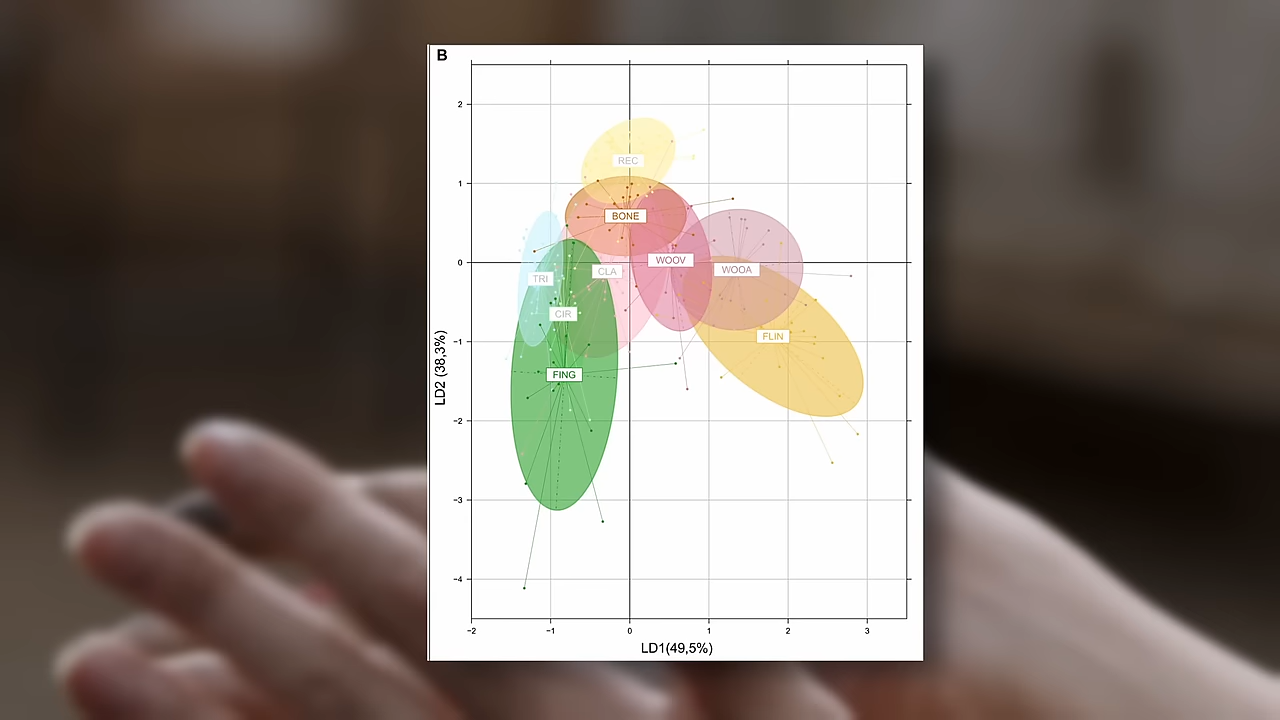 B
2
REC
1
BONE
WOOV
0
CLA
WOOA
TRI
CIR
FLIN
−1
FING
−2
−3
−4
−2 −1 0 1 2 3
LD1(49,5%)
LD2 (38,3%)